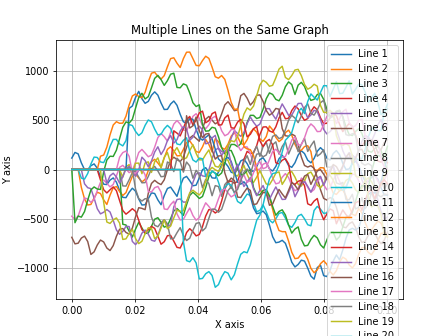 Multiple Lines on the Same Graph
Y axis
1000
500
0
−500
−1000
0.00
0.02
0.04
0.06
X axis
Line 1
Line 2
Line 3
Line 4
Line 5
Line 6
Line 7
Line 8
Line 9
Line 10
Line 11
Line 12
Line 13
Line 14
Line 15
Line 16
Line 17
Line 18
Line 19
Line 20